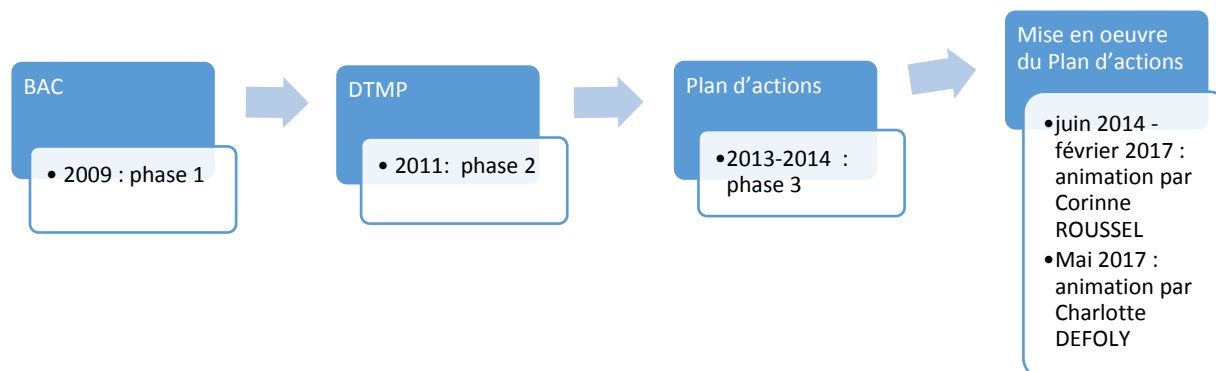 BAC
• 2009 : phase 1
DTMP
• 2011: phase 2
Plan d’actions
•2013-2014 :
phase 3
Mise en oeuvre
du Plan d’actions
•juin 2014 -
février 2017 :
animation par
Corinne
ROUSSEL
•Mai 2017 :
animation par
Charlotte
DEFOLY